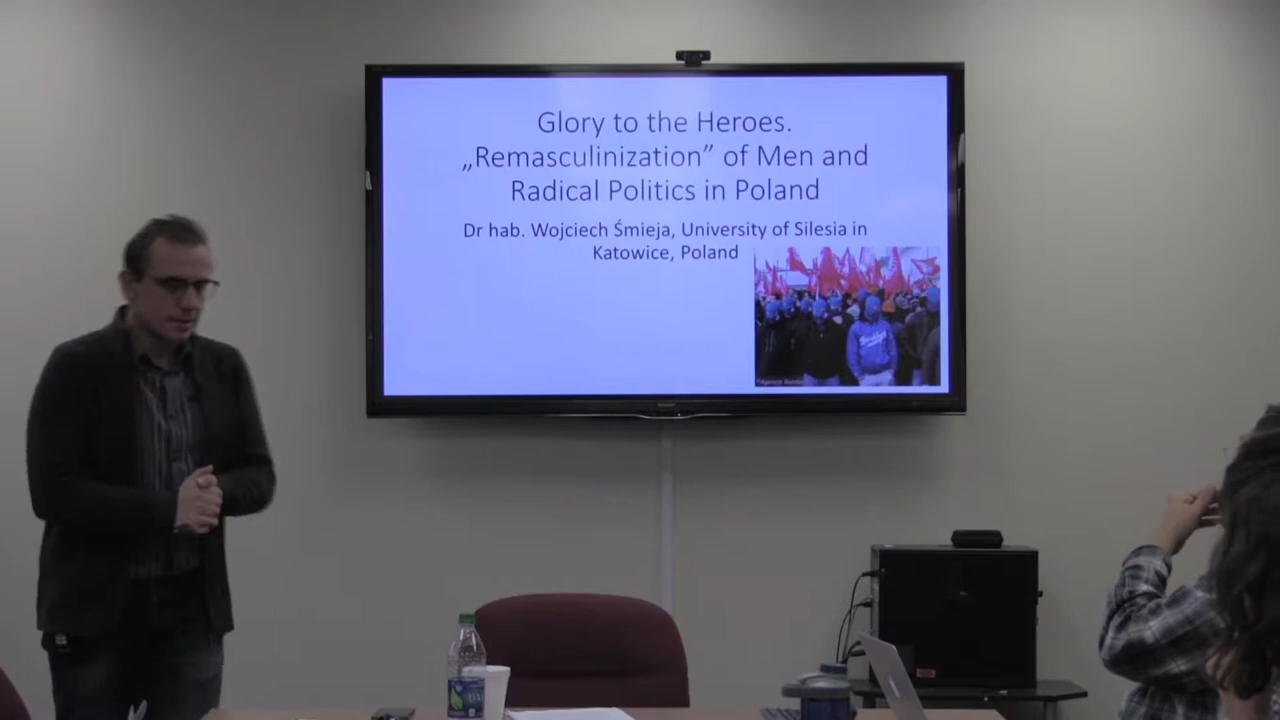 Glory to the Heroes.
„Remasculinization” of Men and
Radical Politics in Poland
Dr hab. Wojciech Śmieja, University of Silesia in
Katowice, Poland
Brooklyn